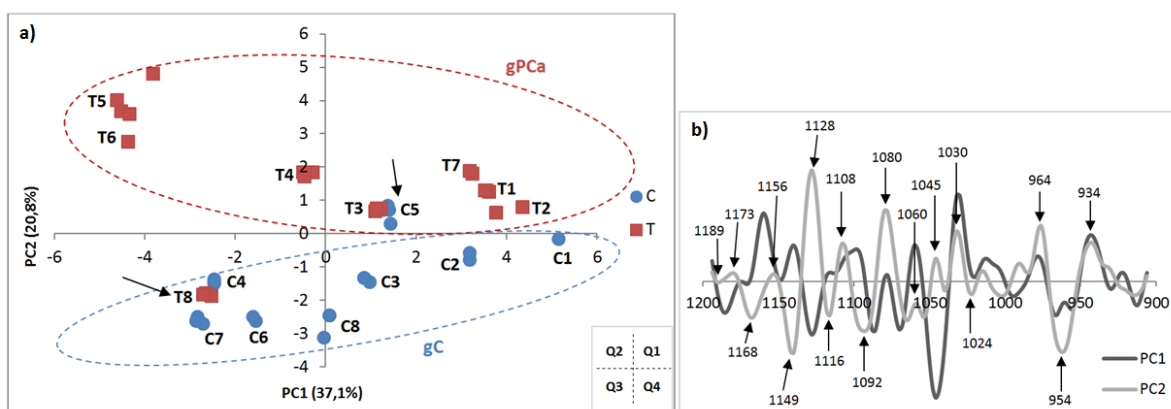 a)
6
5
4
3
2
1
0
-1
-2
-3
-4
-6 -4 -2 0 2 4 6
PC2 (20,8%)
PC1 (37,1%)
gPCa
gC
T5
T6
T4
T7
T1
T3
T2
C5
C1
C2
C3
C4
T8
C7
C6
C8
C
T
Q2 Q1
Q3 Q4
b)
1128
1080
1030
1108
1045
964
1156
1060
934
1173
1189
1200 1150 1100 1050 1000 950 900
1168
1116
1024
1149
1092
954
PC1
PC2